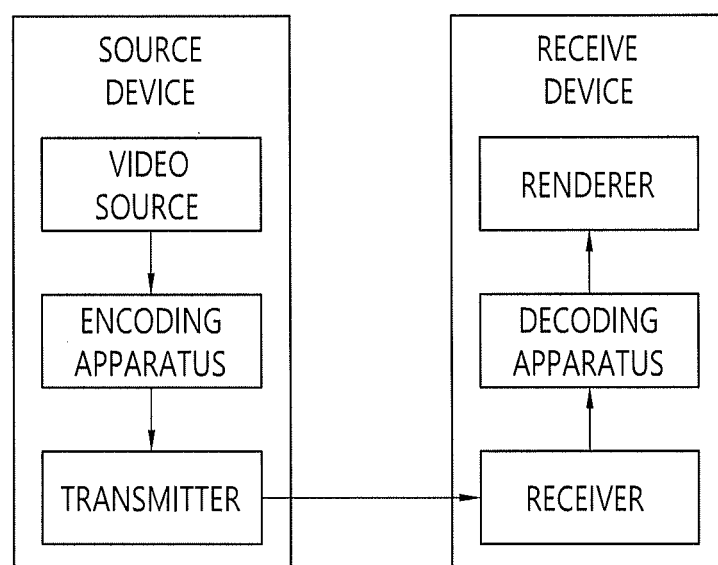 SOURCE
DEVICE
VIDEO
SOURCE
ENCODING
APPARATUS
TRANSMITTER
RECEIVE
DEVICE
RENDERER
DECODING
APPARATUS
RECEIVER